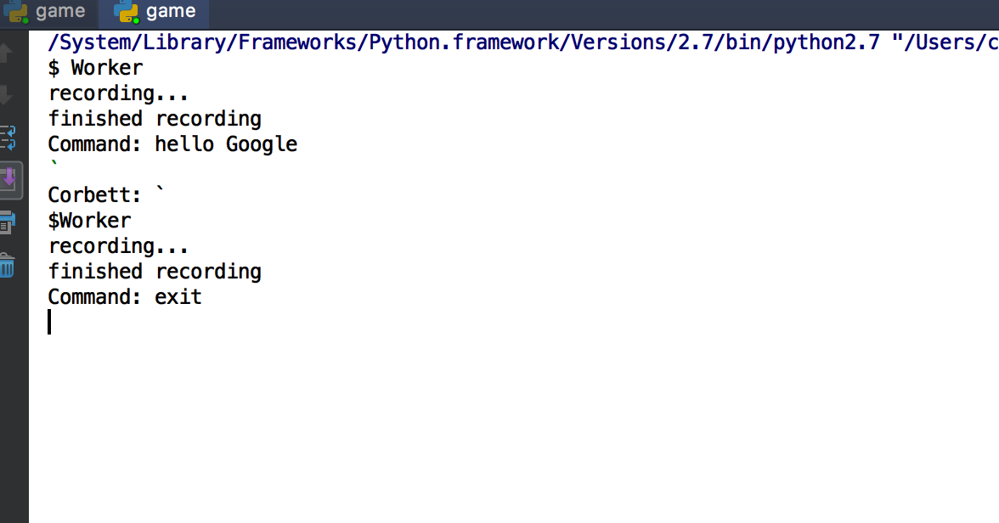 game game
/System/Library/Frameworks/Python.framework/Versions/2.7/bin/python2.7 "/Users/c
$ Worker
recording...
finished recording
Command: hello Google
`
Corbett: `
$Worker
recording...
finished recording
Command: exit